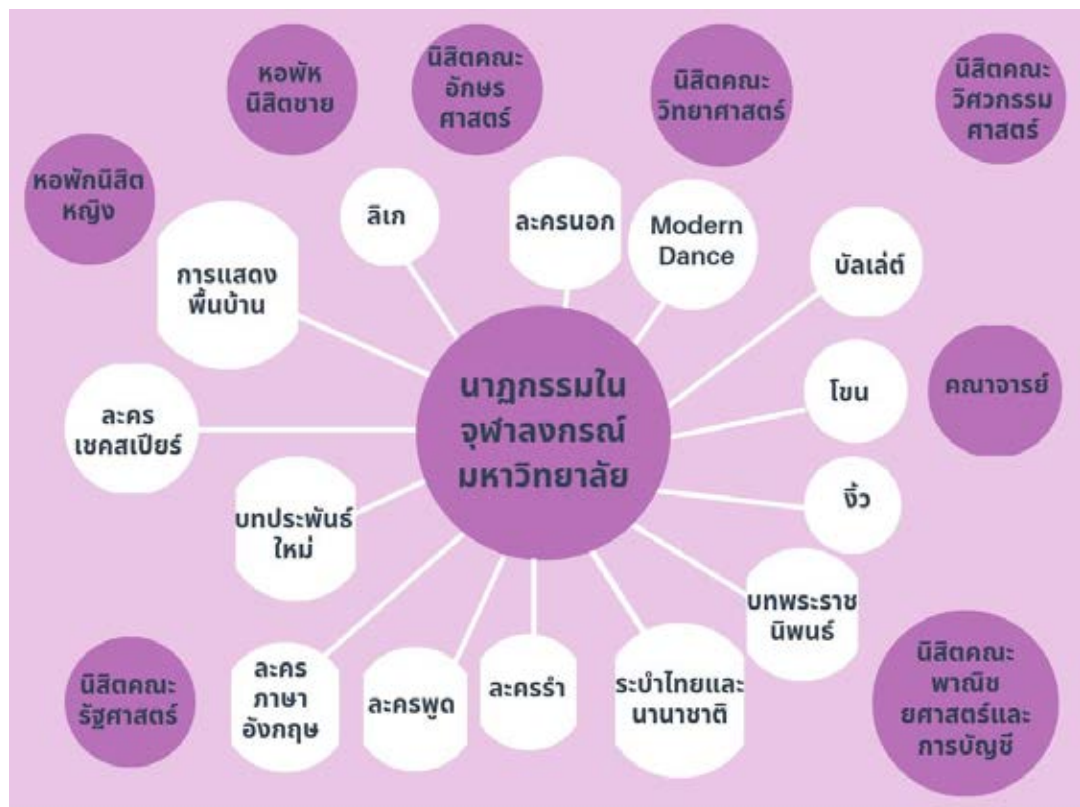 หอพัห
นิสิตชาย
นิสิตคณะ
อักษร
ศาสตร์
นิสิตคณะ
วิทยาศาสตร์
นิสิตคณะ
วิศวกรรม
ศาสตร์
หอพักนิสิต
หญิง
ลิเก
ละครนอก
Modern
Dance
บัลเล่ต์
การแสดง
พื้นบ้าน
นาฏกรรมใน
จุฬาลงกรณ์
มหาวิทยาลัย
โขน
คณาจารย์
ละคร
เชคสเปียร์
งิ้ว
บทประพันธ์
ใหม่
บทพระราช
นิพนธ์
นิสิตคณะ
รัฐศาสตร์
ละคร
ภาษา
อังกฤษ
ละครพูด
ละครรำ
ระบำไทยและ
นานาชาติ
นิสิตคณะ
พาณิช
ยศาสตร์และ
การบัญชี